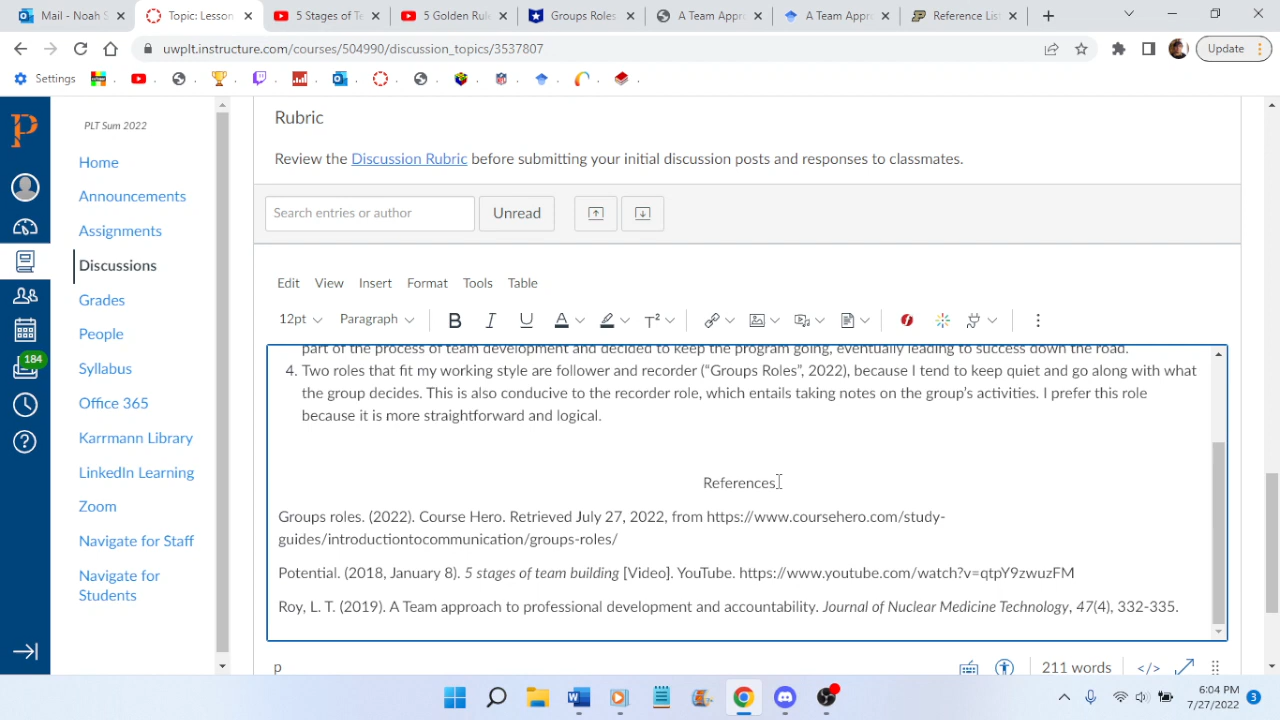 Mail - Noah S
Topic: Lesson
5 Stages of Te
5 Golden Rul
Groups Roles
A Team Appr
A Team Appr
Reference Lis
uwplt.instructure.com/courses/504990/discussion_topics/3537807
Update
Settings
PLT Sum 2022
Home
Announcements
Assignments
Discussions
Grades
People
Syllabus
Office 365
Karrmann Library
LinkedIn Learning
Zoom
Navigate for Staff
Navigate for
Students
184
Rubric
Review the Discussion Rubric before submitting your initial discussion posts and responses to classmates.
Search entries or author
Unread
Edit View Insert Format Tools Table
12pt Paragraph B I U A T²
part of the process of team development and decided to keep the program going, eventually leading to success down the road.
4. Two roles that fit my working style are follower and recorder (“Groups Roles”, 2022), because I tend to keep quiet and go along with what
the group decides. This is also conducive to the recorder role, which entails taking notes on the group’s activities. I prefer this role
because it is more straightforward and logical.
References
Groups roles. (2022). Course Hero. Retrieved July 27, 2022, from https://www.coursehero.com/study-
guides/introductiontocommunication/groups-roles/
Potential. (2018, January 8). 5 stages of team building [Video]. YouTube. https://www.youtube.com/watch?v=qtpY9zwuzFM
Roy, L. T. (2019). A Team approach to professional development and accountability. Journal of Nuclear Medicine Technology, 47(4), 332-335.
p
211 words
</>
6:04 PM
7/27/2022
3